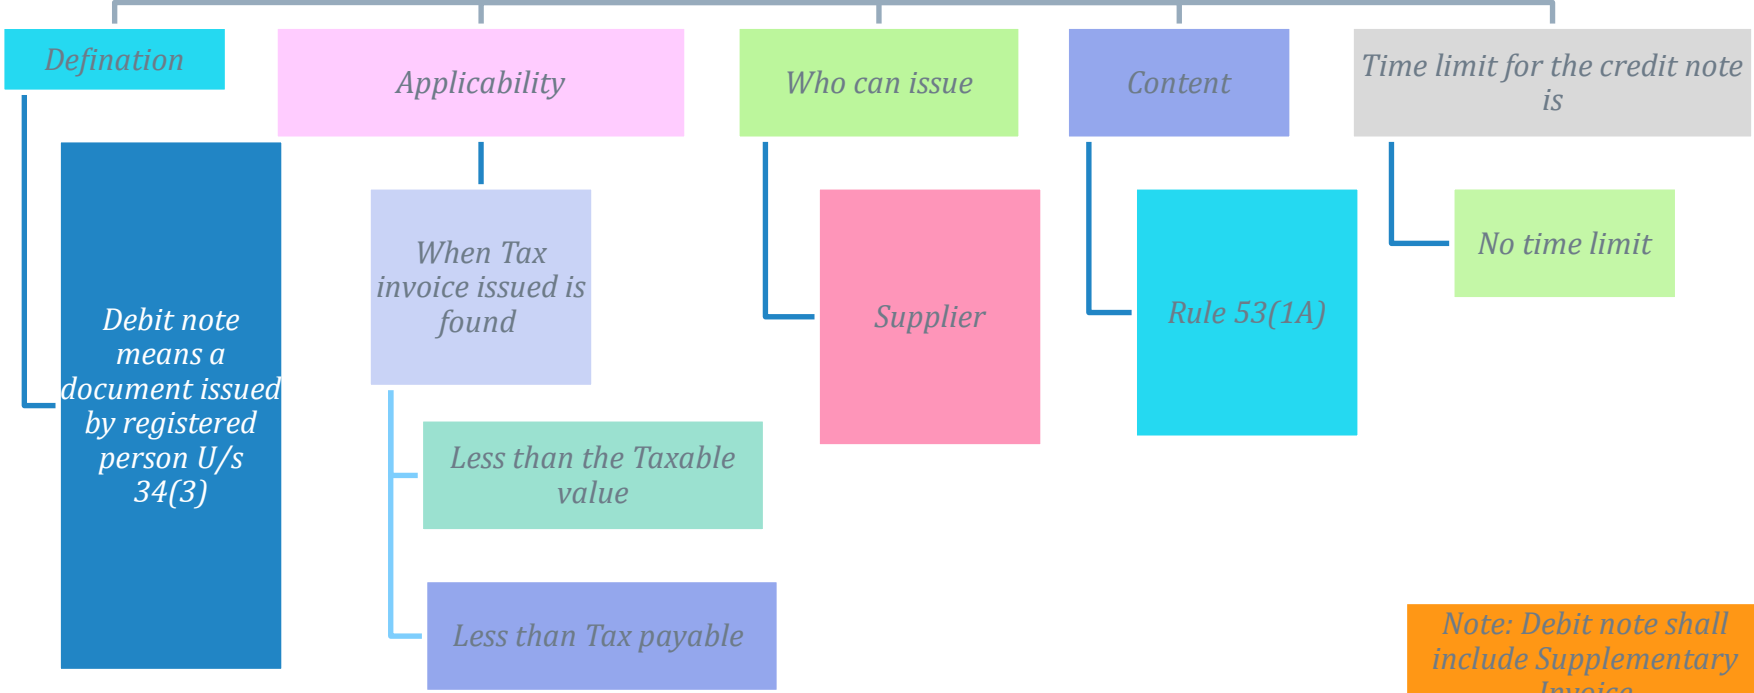 Defination
Applicability
Who can issue
Content
Time limit for the credit note
is
Debit note
means a
document issued
by registered
person U/s
34(3)
When Tax
invoice issued is
found
Less than the Taxable
value
Less than Tax payable
Supplier
Rule 53(1A)
No time limit
Note: Debit note shall
include Supplementary
Invoice